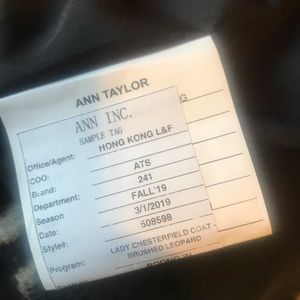 ANN TAYLOR
ANN INC.
SAMPLE TAG
Office/Agent: HONG KONG L&F
COO:
Brand: ATS
Department: 241
Season FALL'19
Date: 3/1/2019
Style#: 508598
Program: LADY CHESTERFIELD COAT - BRUSHED LEOPARD
G